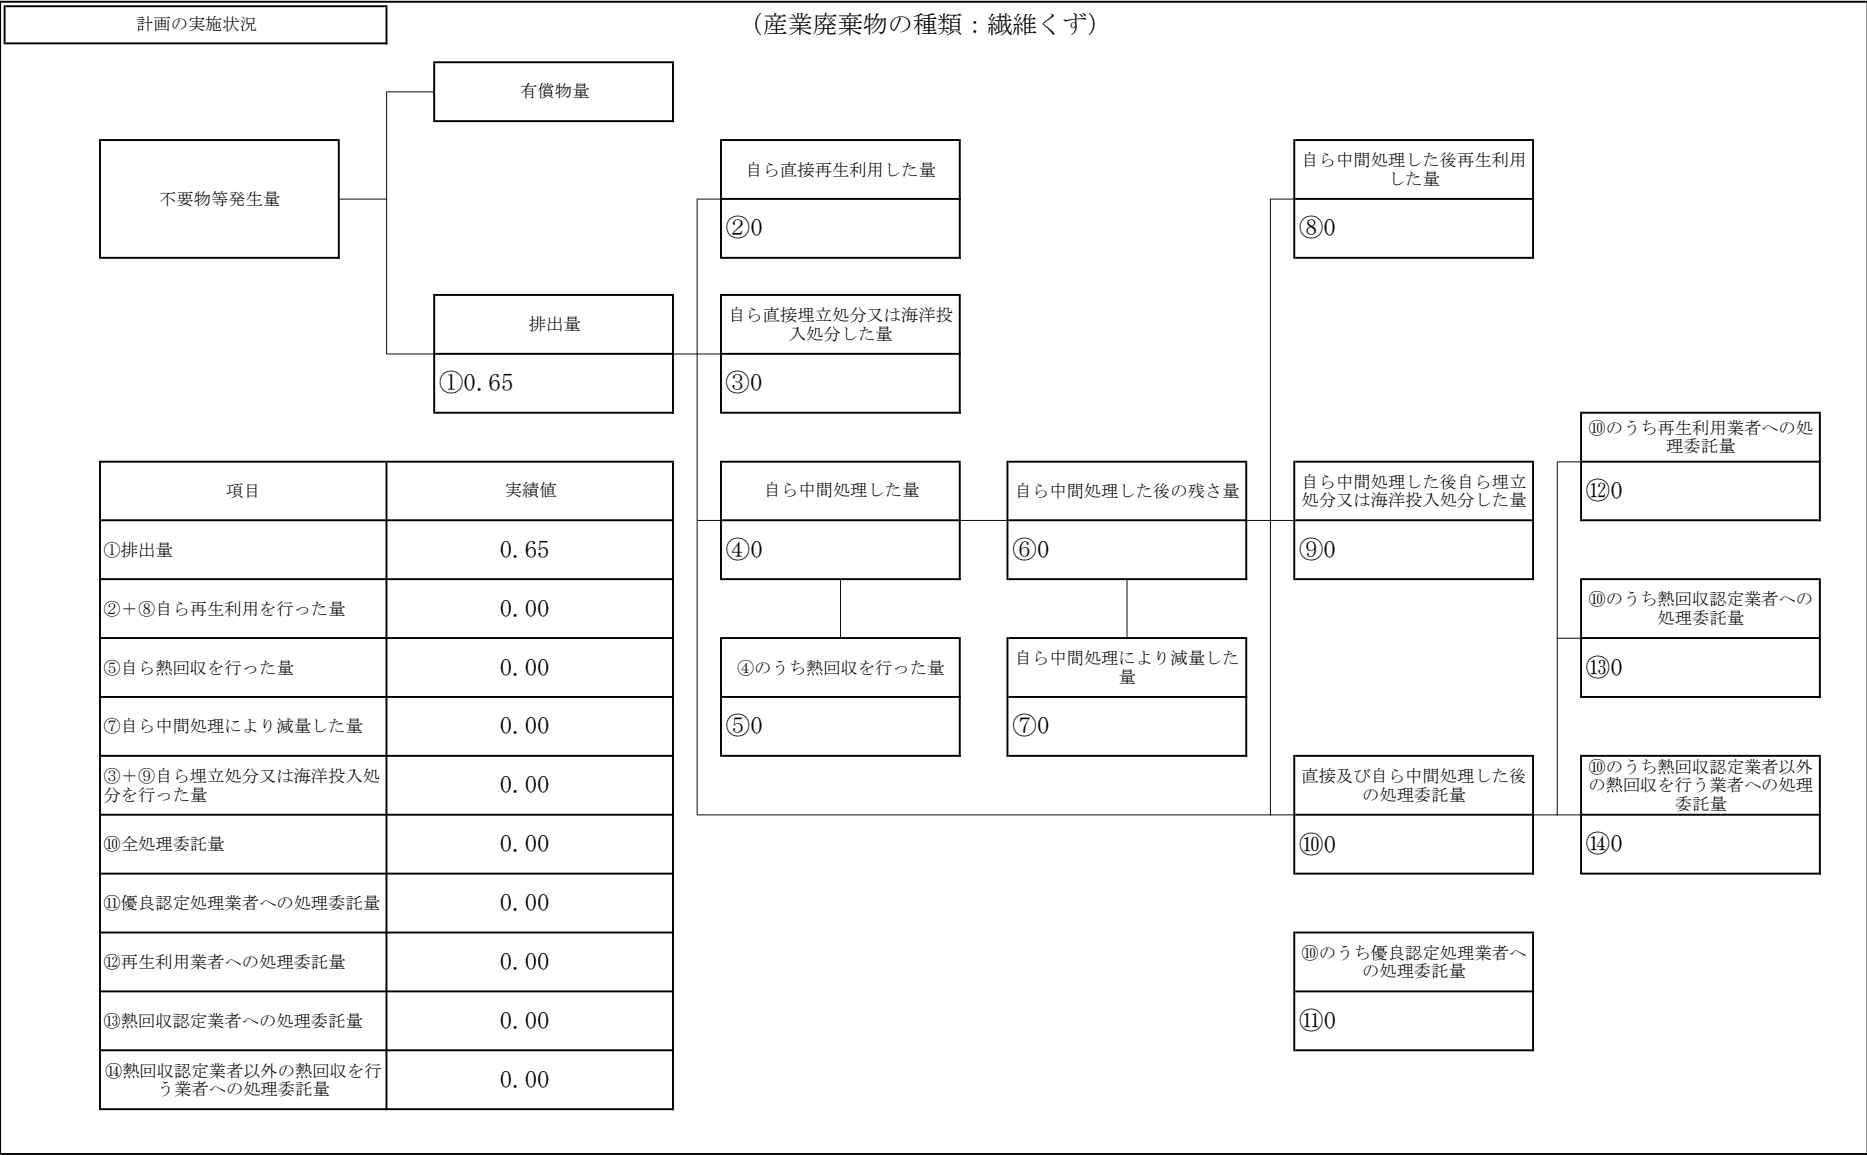 計画の実施状況
（産業廃棄物の種類：繊維くず）
有償物量
不要物等発生量
自ら直接再生利用した量
②0
自ら中間処理した後再生利用
した量
⑧0
排出量
①0.65
自ら直接埋立処分又は海洋投
入処分した量
③0
⑩のうち再生利用業者への処
理委託量
⑫0
自ら中間処理した量
④0
自ら中間処理した後の残さ量
⑥0
自ら中間処理した後自ら埋立
処分又は海洋投入処分した量
⑨0
⑩のうち熱回収認定業者への
処理委託量
⑬0
④のうち熱回収を行った量
⑤0
自ら中間処理により減量した
量
⑦0
直接及び自ら中間処理した後
の処理委託量
⑩0
⑩のうち熱回収認定業者以外
の熱回収を行う業者への処理
委託量
⑭0
⑩のうち優良認定処理業者へ
の処理委託量
⑪0
項目 実績値
①排出量 0.65
②＋⑧自ら再生利用を行った量 0.00
⑤自ら熱回収を行った量 0.00
⑦自ら中間処理により減量した量 0.00
③＋⑨自ら埋立処分又は海洋投入処
分を行った量 0.00
⑩全処理委託量 0.00
⑪優良認定処理業者への処理委託量 0.00
⑫再生利用業者への処理委託量 0.00
⑬熱回収認定業者への処理委託量 0.00
⑭熱回収認定業者以外の熱回収を行
う業者への処理委託量 0.00